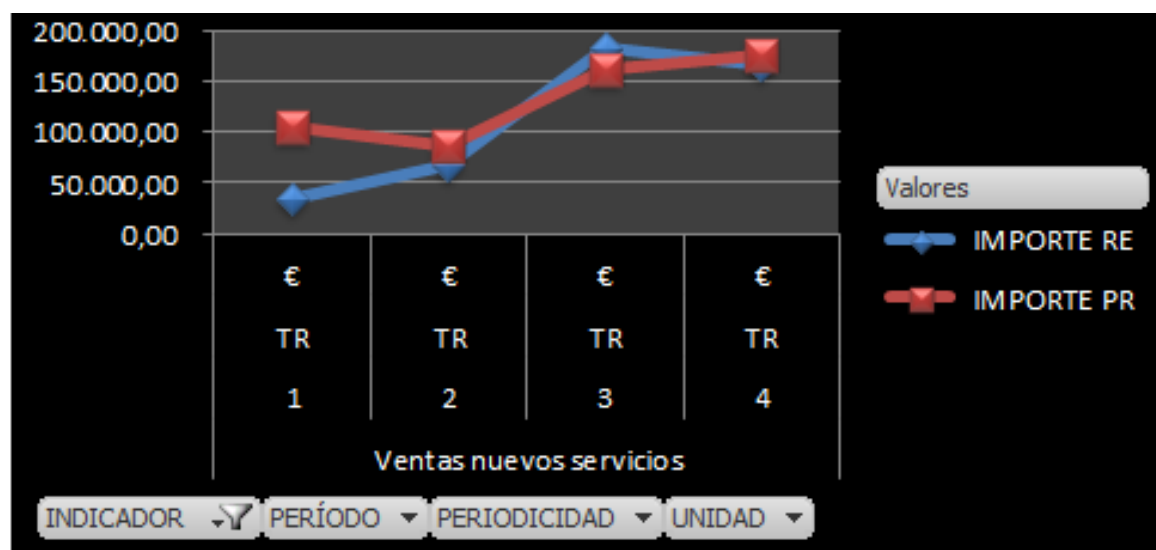 200.000,00
150.000,00
100.000,00
50.000,00
0,00
€ € € €
TR TR TR TR
1 2 3 4
Ventas nuevos servicios
Valores
IMPORTE RE
IMPORTE PR
INDICADOR PERÍODO PERIODICIDAD UNIDAD